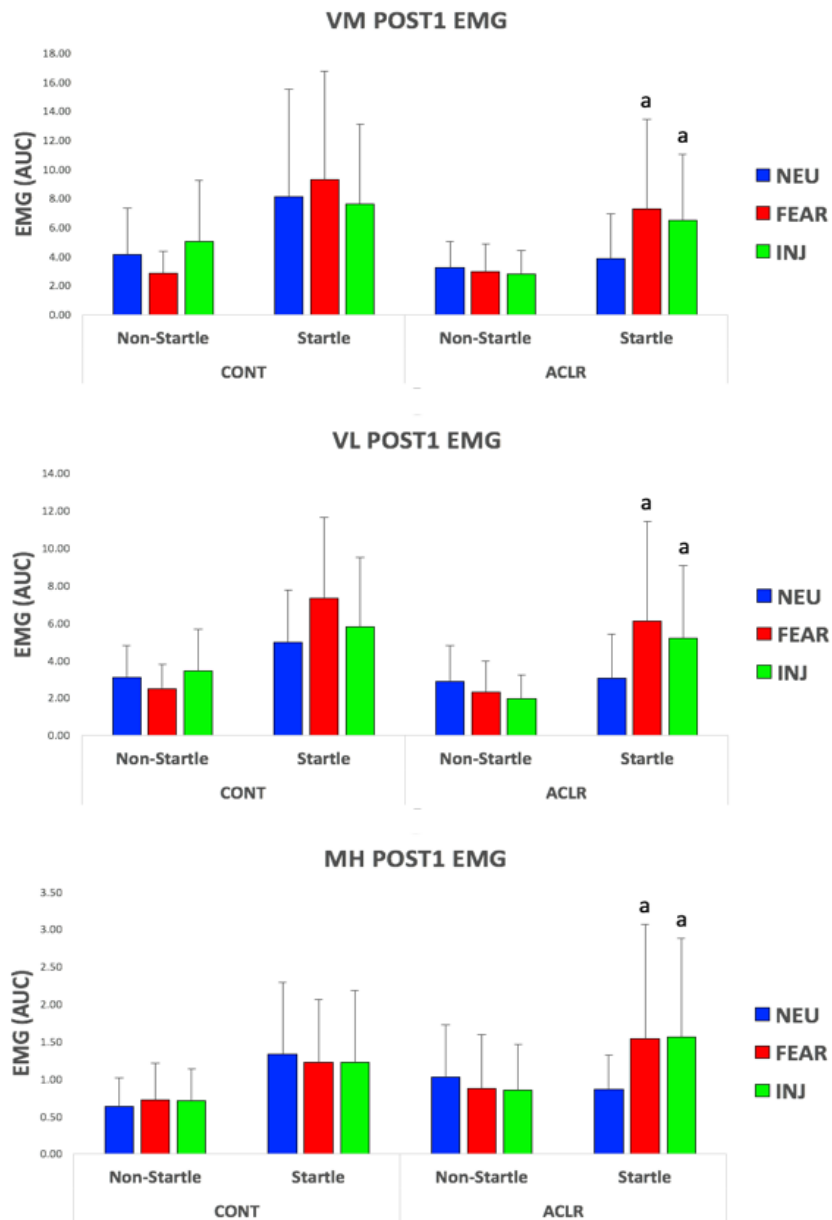 VM POST1 EMG
EMG (AUC)
18.00
16.00
14.00
12.00
10.00
8.00
6.00
4.00
2.00
0.00
a
a
NEU
FEAR
INJ
Non-Startle Startle Non-Startle Startle
CONT ACLR
VL POST1 EMG
EMG (AUC)
14.00
12.00
10.00
8.00
6.00
4.00
2.00
0.00
a
a
NEU
FEAR
INJ
Non-Startle Startle Non-Startle Startle
CONT ACLR
MH POST1 EMG
EMG (AUC)
3.50
3.00
2.50
2.00
1.50
1.00
0.50
0.00
a a
NEU
FEAR
INJ
Non-Startle Startle Non-Startle Startle
CONT ACLR